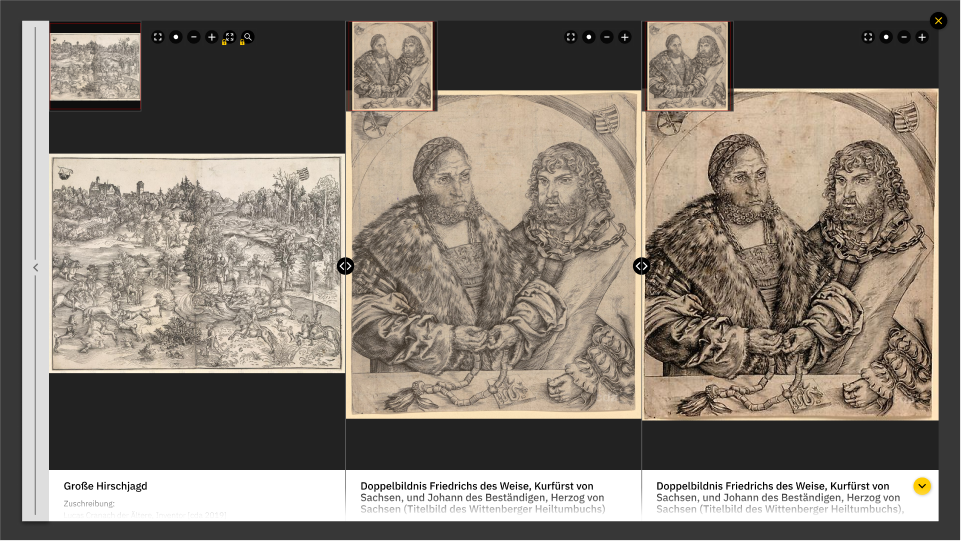 Große Hirschjagd
Zuschreibung:
Doppelbildnis Friedrichs des Weise, Kurfürst von
Sachsen, und Johann des Beständigen, Herzog von
Sachsen (Titelbild des Wittenberger Heiltumbuchs)
Doppelbildnis Friedrichs des Weise, Kurfürst von
Sachsen, und Johann des Beständigen, Herzog von
Sachsen (Titelbild des Wittenberger Heiltumbuchs),